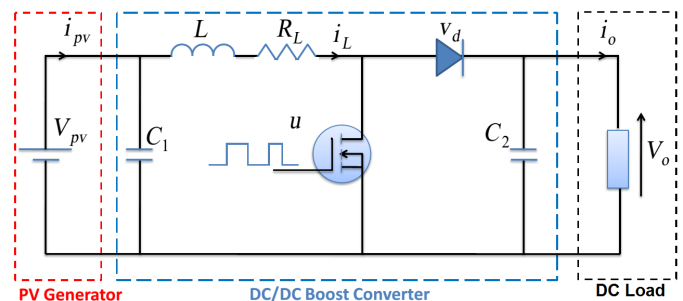 i_pv
L
R_L
i_L
v_d
i_o
V_pv
C_1
u
C_2
V_o
PV Generator
DC/DC Boost Converter
DC Load